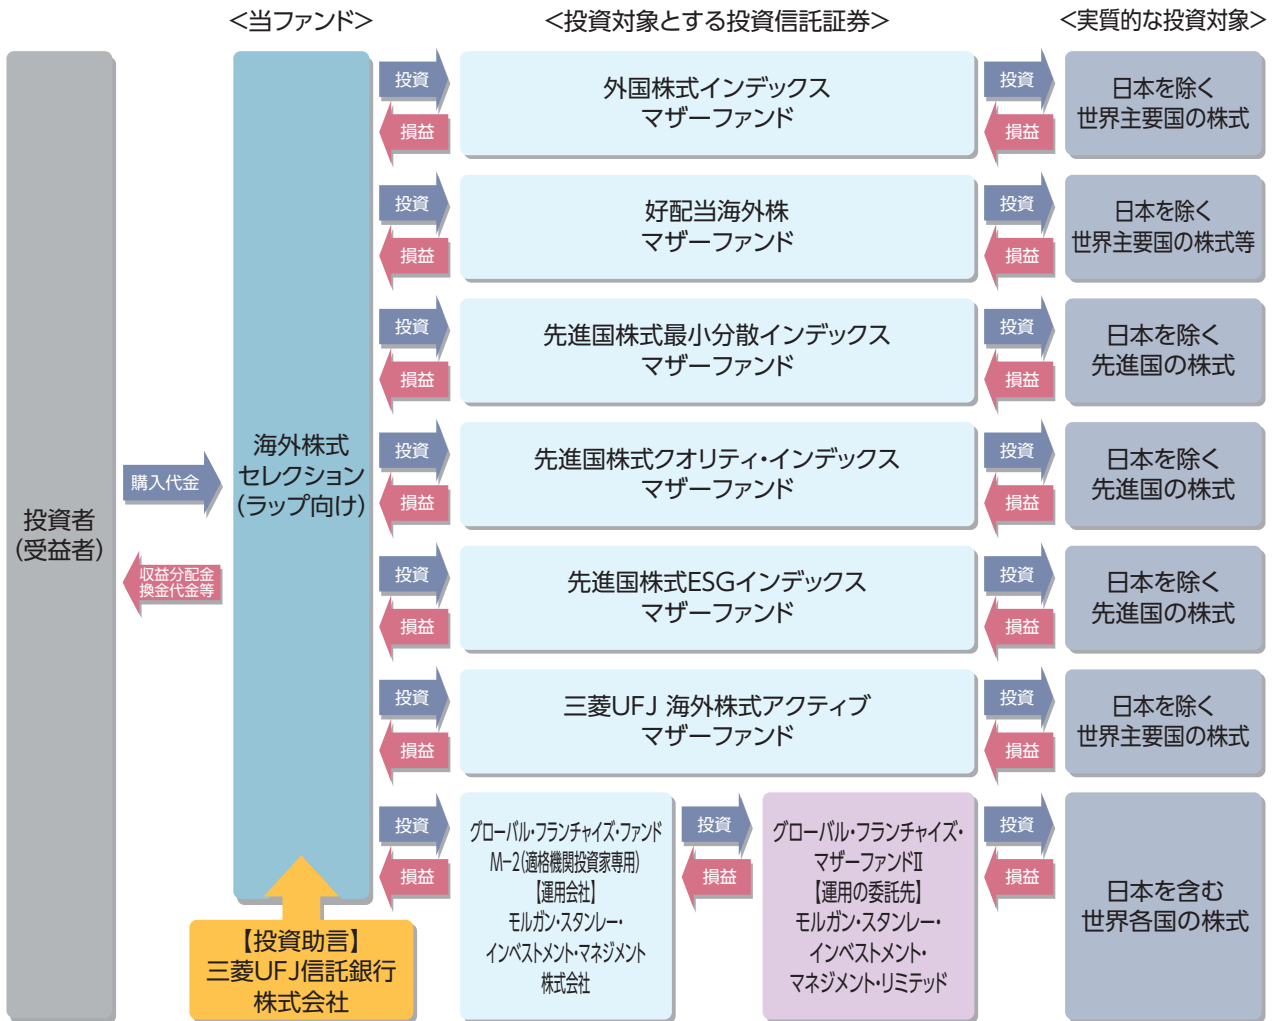 ＜当ファンド＞
＜投資対象とする投資信託証券＞
＜実質的な投資対象＞
投資者
(受益者)
購入代金
収益分配金
換金代金等
海外株式
セレクション
(ラップ向け)
【投資助言】
三菱UFJ信託銀行
株式会社
投資
損益
外国株式インデックス
マザーファンド
投資
損益
日本を除く
世界主要国の株式
投資
損益
好配当海外株
マザーファンド
投資
損益
日本を除く
世界主要国の株式等
投資
損益
先進国株式最小分散インデックス
マザーファンド
投資
損益
日本を除く
先進国の株式
投資
損益
先進国株式クオリティ・インデックス
マザーファンド
投資
損益
日本を除く
先進国の株式
投資
損益
先進国株式ESGインデックス
マザーファンド
投資
損益
日本を除く
先進国の株式
投資
損益
三菱UFJ 海外株式アクティブ
マザーファンド
投資
損益
日本を除く
世界主要国の株式
投資
損益
グローバル・フランチャイズ・ファンド
M−2(適格機関投資家専用)
【運用会社】
モルガン・スタンレー・
インベストメント・マネジメント
株式会社
投資
損益
グローバル・フランチャイズ・
マザーファンドⅡ
【運用の委託先】
モルガン・スタンレー・
インベストメント・
マネジメント・リミテッド
投資
損益
日本を含む
世界各国の株式